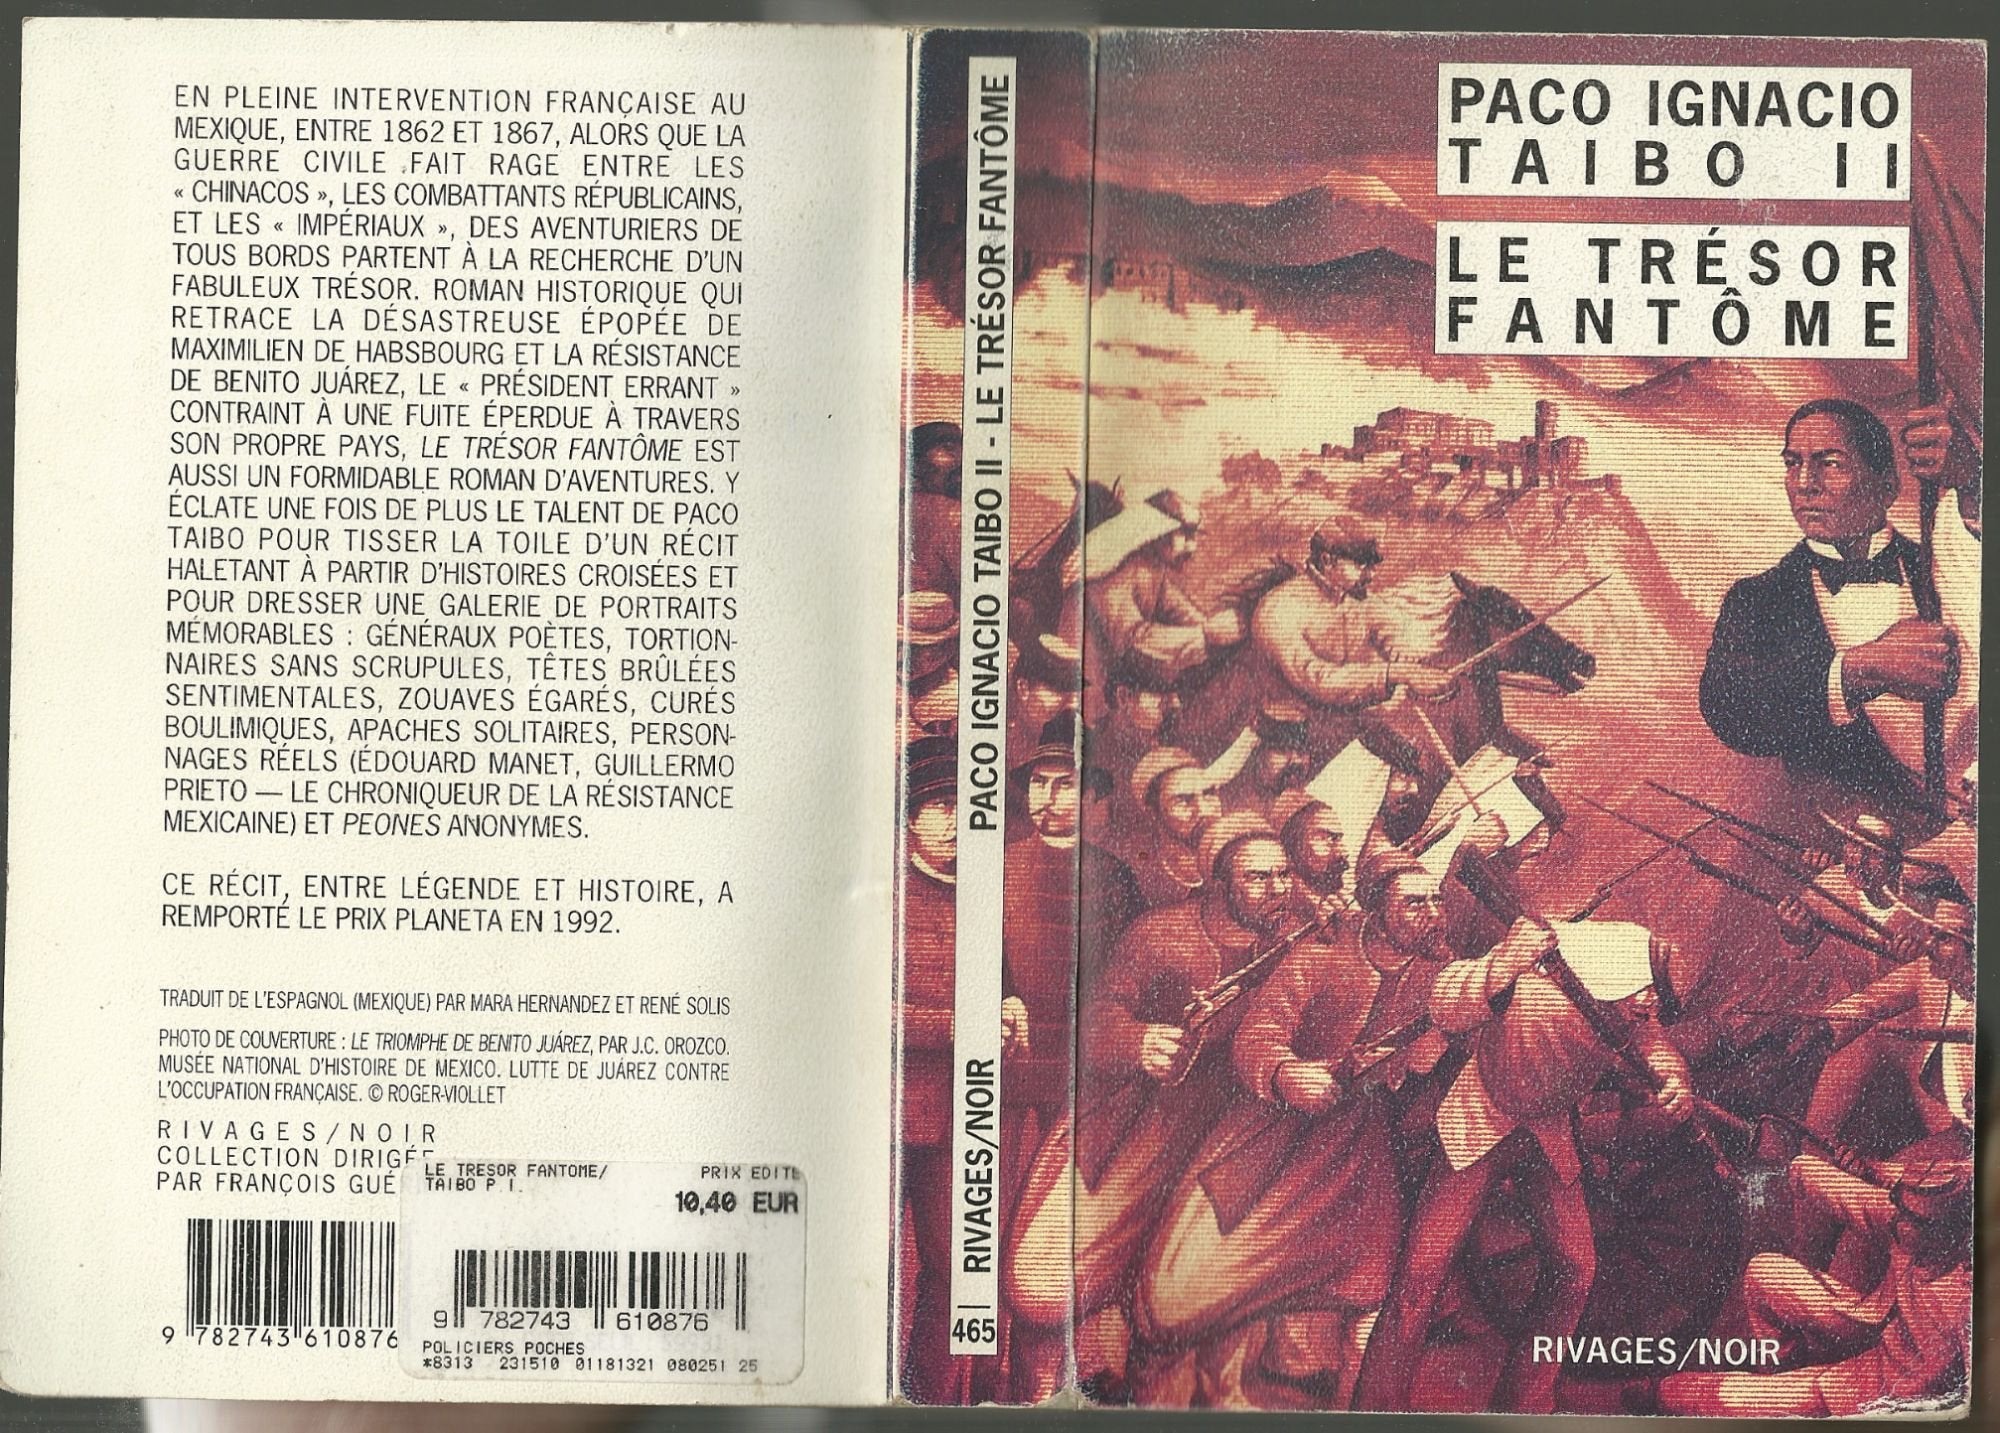 EN PLEINE INTERVENTION FRANÇAISE AU
MEXIQUE, ENTRE 1862 ET 1867, ALORS QUE LA
GUERRE CIVILE FAIT RAGE ENTRE LES
« CHINACOS », LES COMBATTANTS RÉPUBLICAINS,
ET LES « IMPÉRIAUX », DES AVENTURIERS DE
TOUS BORDS PARTENT À LA RECHERCHE D'UN
FABULEUX TRÉSOR. ROMAN HISTORIQUE QUI
RETRACE LA DÉSASTREUSE ÉPOPÉE DE
MAXIMILIEN DE HABSBOURG ET LA RÉSISTANCE
DE BENITO JUÁREZ, LE « PRÉSIDENT ERRANT »
CONTRAINT À UNE FUITE ÉPERDUE À TRAVERS
SON PROPRE PAYS, LE TRÉSOR FANTÔME EST
AUSSI UN FORMIDABLE ROMAN D'AVENTURES. Y
ÉCLATE UNE FOIS DE PLUS LE TALENT DE PACO
TAIBO POUR TISSER LA TOILE D'UN RÉCIT
HALETANT À PARTIR D'HISTOIRES CROISÉES ET
POUR DRESSER UNE GALERIE DE PORTRAITS
MÉMORABLES : GÉNÉRAUX POÈTES, TORTION-
NAIRES SANS SCRUPULES, TÊTES BRÛLÉES
SENTIMENTALES, ZOUAVES ÉGARÉS, CURÉS
BOULIMIQUES, APACHES SOLITAIRES, PERSON-
NAGES RÉELS (ÉDOUARD MANET, GUILLERMO
PRIETO — LE CHRONIQUEUR DE LA RÉSISTANCE
MEXICAINE) ET PEONES ANONYMES.
CE RÉCIT, ENTRE LÉGENDE ET HISTOIRE, A
REMPORTÉ LE PRIX PLANETA EN 1992.
TRADUIT DE L'ESPAGNOL (MEXIQUE) PAR MARA HERNANDEZ ET RENÉ SOLIS
PHOTO DE COUVERTURE : LE TRIOMPHE DE BENITO JUÁREZ, PAR J.C. OROZCO.
MUSÉE NATIONAL D'HISTOIRE DE MEXICO. LUTTE DE JUÁREZ CONTRE
L'OCCUPATION FRANÇAISE. © ROGER-VIOLLET
RIVAGES/NOIR
COLLECTION DIRIGÉE
PAR FRANÇOIS GUÉ
LE TRESOR FANTOME/ PRIX EDITE
TAIBO P I.
10,40 EUR
9 782743 610876
9 782743 610876
POLICIERS POCHES
*8313 231510 01181321 080251 25
PACO IGNACIO TAIBO II - LE TRÉSOR FANTÔME
RIVAGES/NOIR
465
PACO IGNACIO
TAIBO II
LE TRÉSOR
FANTÔME
RIVAGES/NOIR